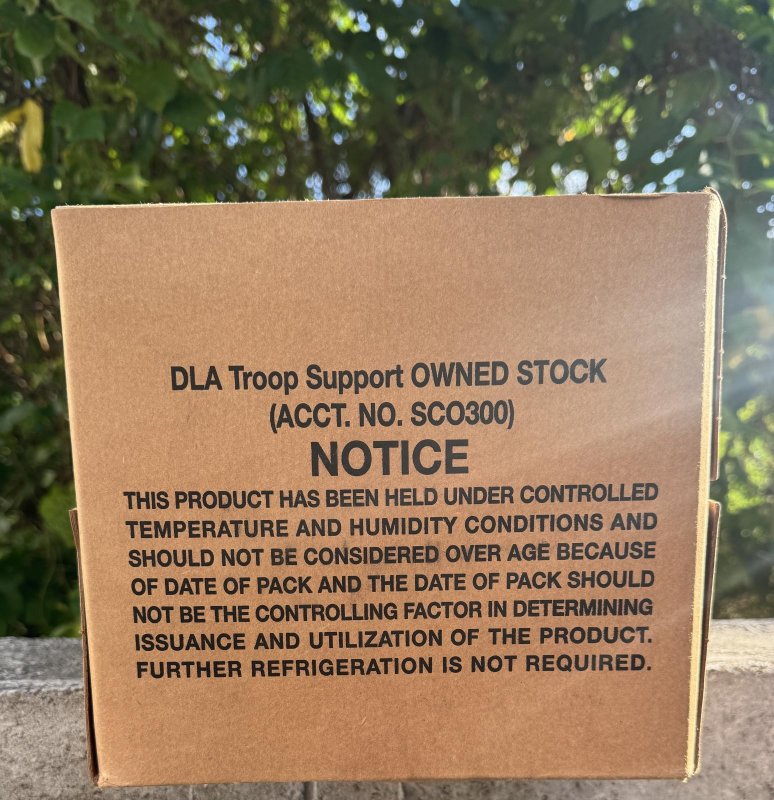 DLA Troop Support OWNED STOCK
(ACCT. NO. SCO300)
NOTICE
THIS PRODUCT HAS BEEN HELD UNDER CONTROLLED
TEMPERATURE AND HUMIDITY CONDITIONS AND
SHOULD NOT BE CONSIDERED OVER AGE BECAUSE
OF DATE OF PACK AND THE DATE OF PACK SHOULD
NOT BE THE CONTROLLING FACTOR IN DETERMINING
ISSUANCE AND UTILIZATION OF THE PRODUCT.
FURTHER REFRIGERATION IS NOT REQUIRED.